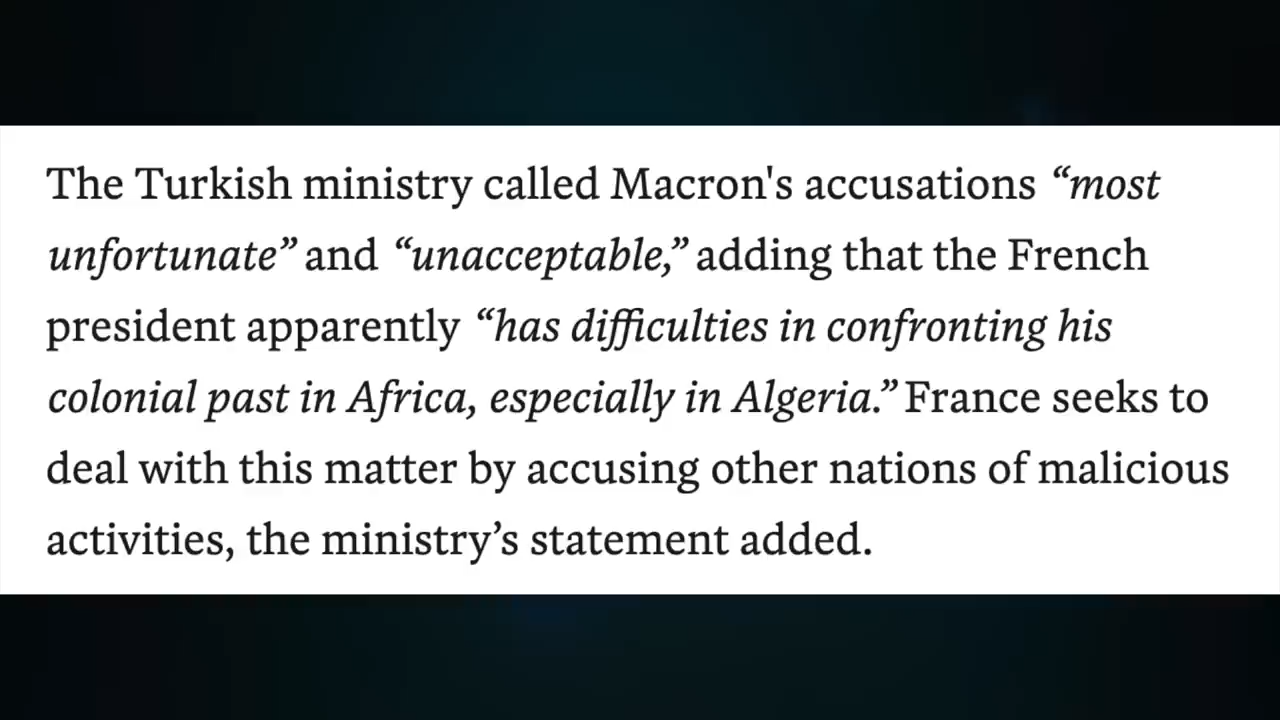 The Turkish ministry called Macron's accusations “most
unfortunate” and “unacceptable,” adding that the French
president apparently “has difficulties in confronting his
colonial past in Africa, especially in Algeria.” France seeks to
deal with this matter by accusing other nations of malicious
activities, the ministry’s statement added.